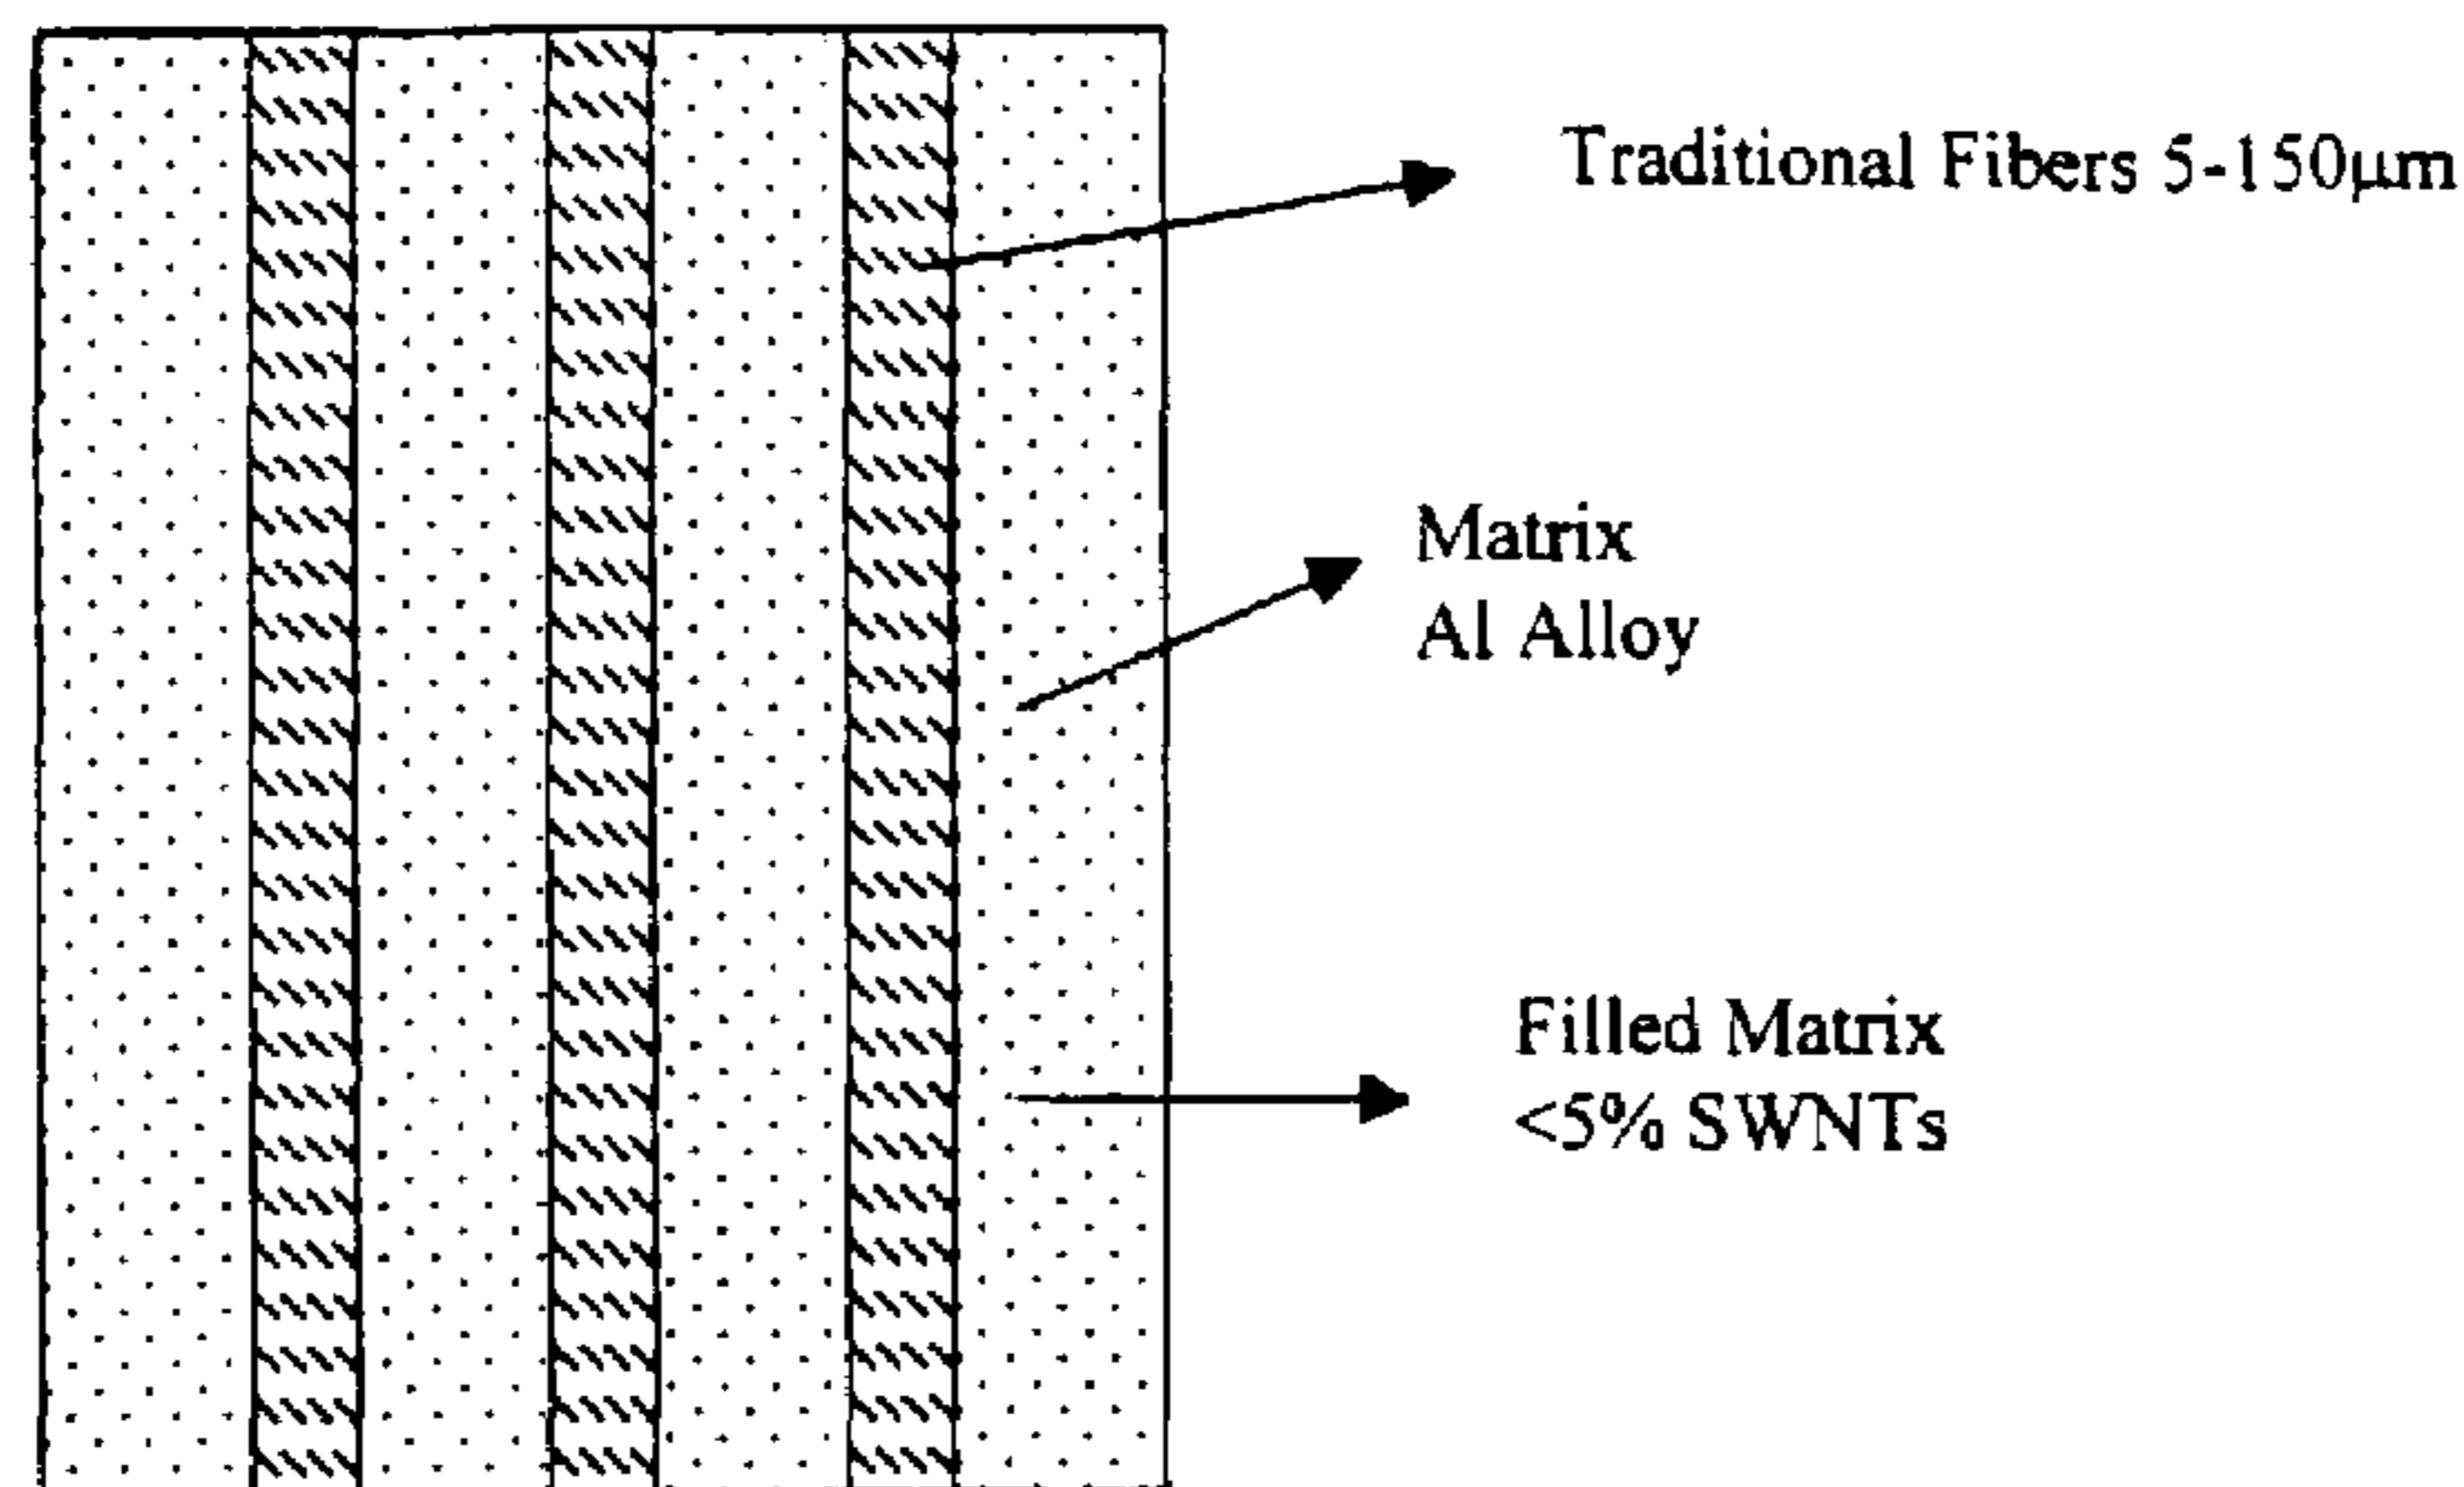 Traditional Fibers 5-150μm
Matrix
Al Alloy
Filled Matrix
<5% SWNTs